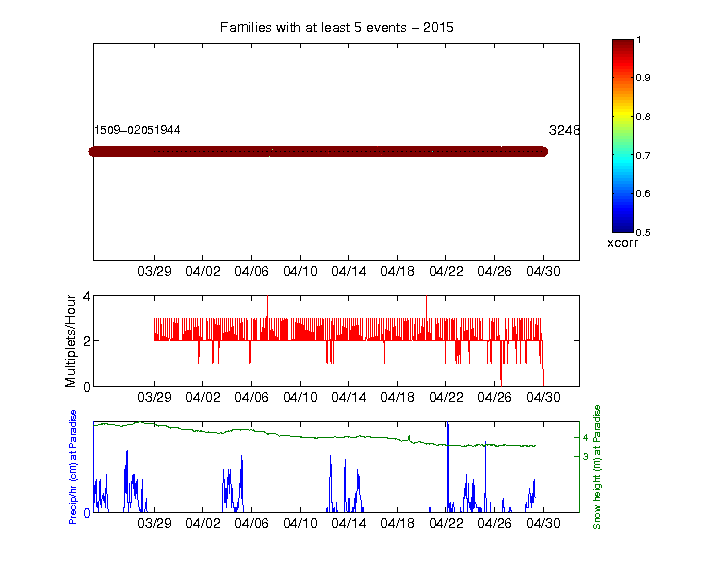 Families with at least 5 events – 2015
1509–02051944
3248
03/29 04/02 04/06 04/10 04/14 04/18 04/22 04/26 04/30
1
0.9
0.8
0.7
0.6
0.5
xcorr
Multiplets/Hour
4
2
0
03/29 04/02 04/06 04/10 04/14 04/18 04/22 04/26 04/30
Precip/hr (cm) at Paradise
0
4
3
Snow height (m) at Paradise
03/29 04/02 04/06 04/10 04/14 04/18 04/22 04/26 04/30